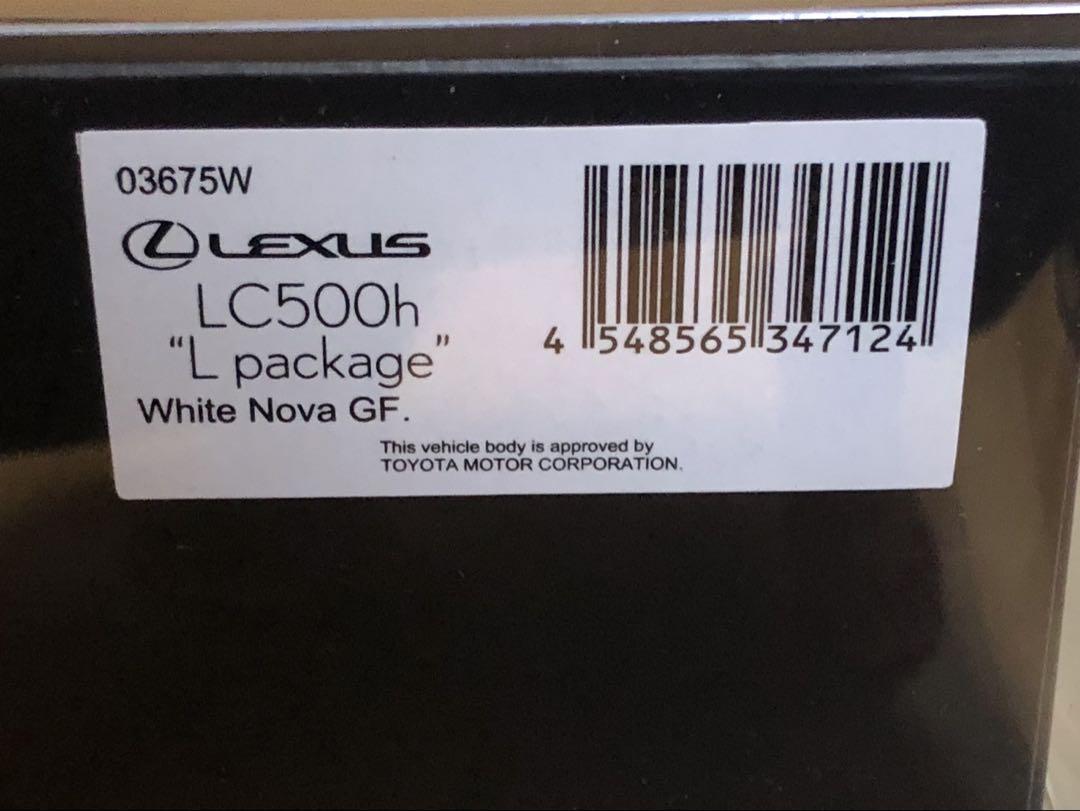 03675W
LEXUS
LC500h
“L package”
White Nova GF.
This vehicle body is approved by
TOYOTA MOTOR CORPORATION.
4 548565 347124